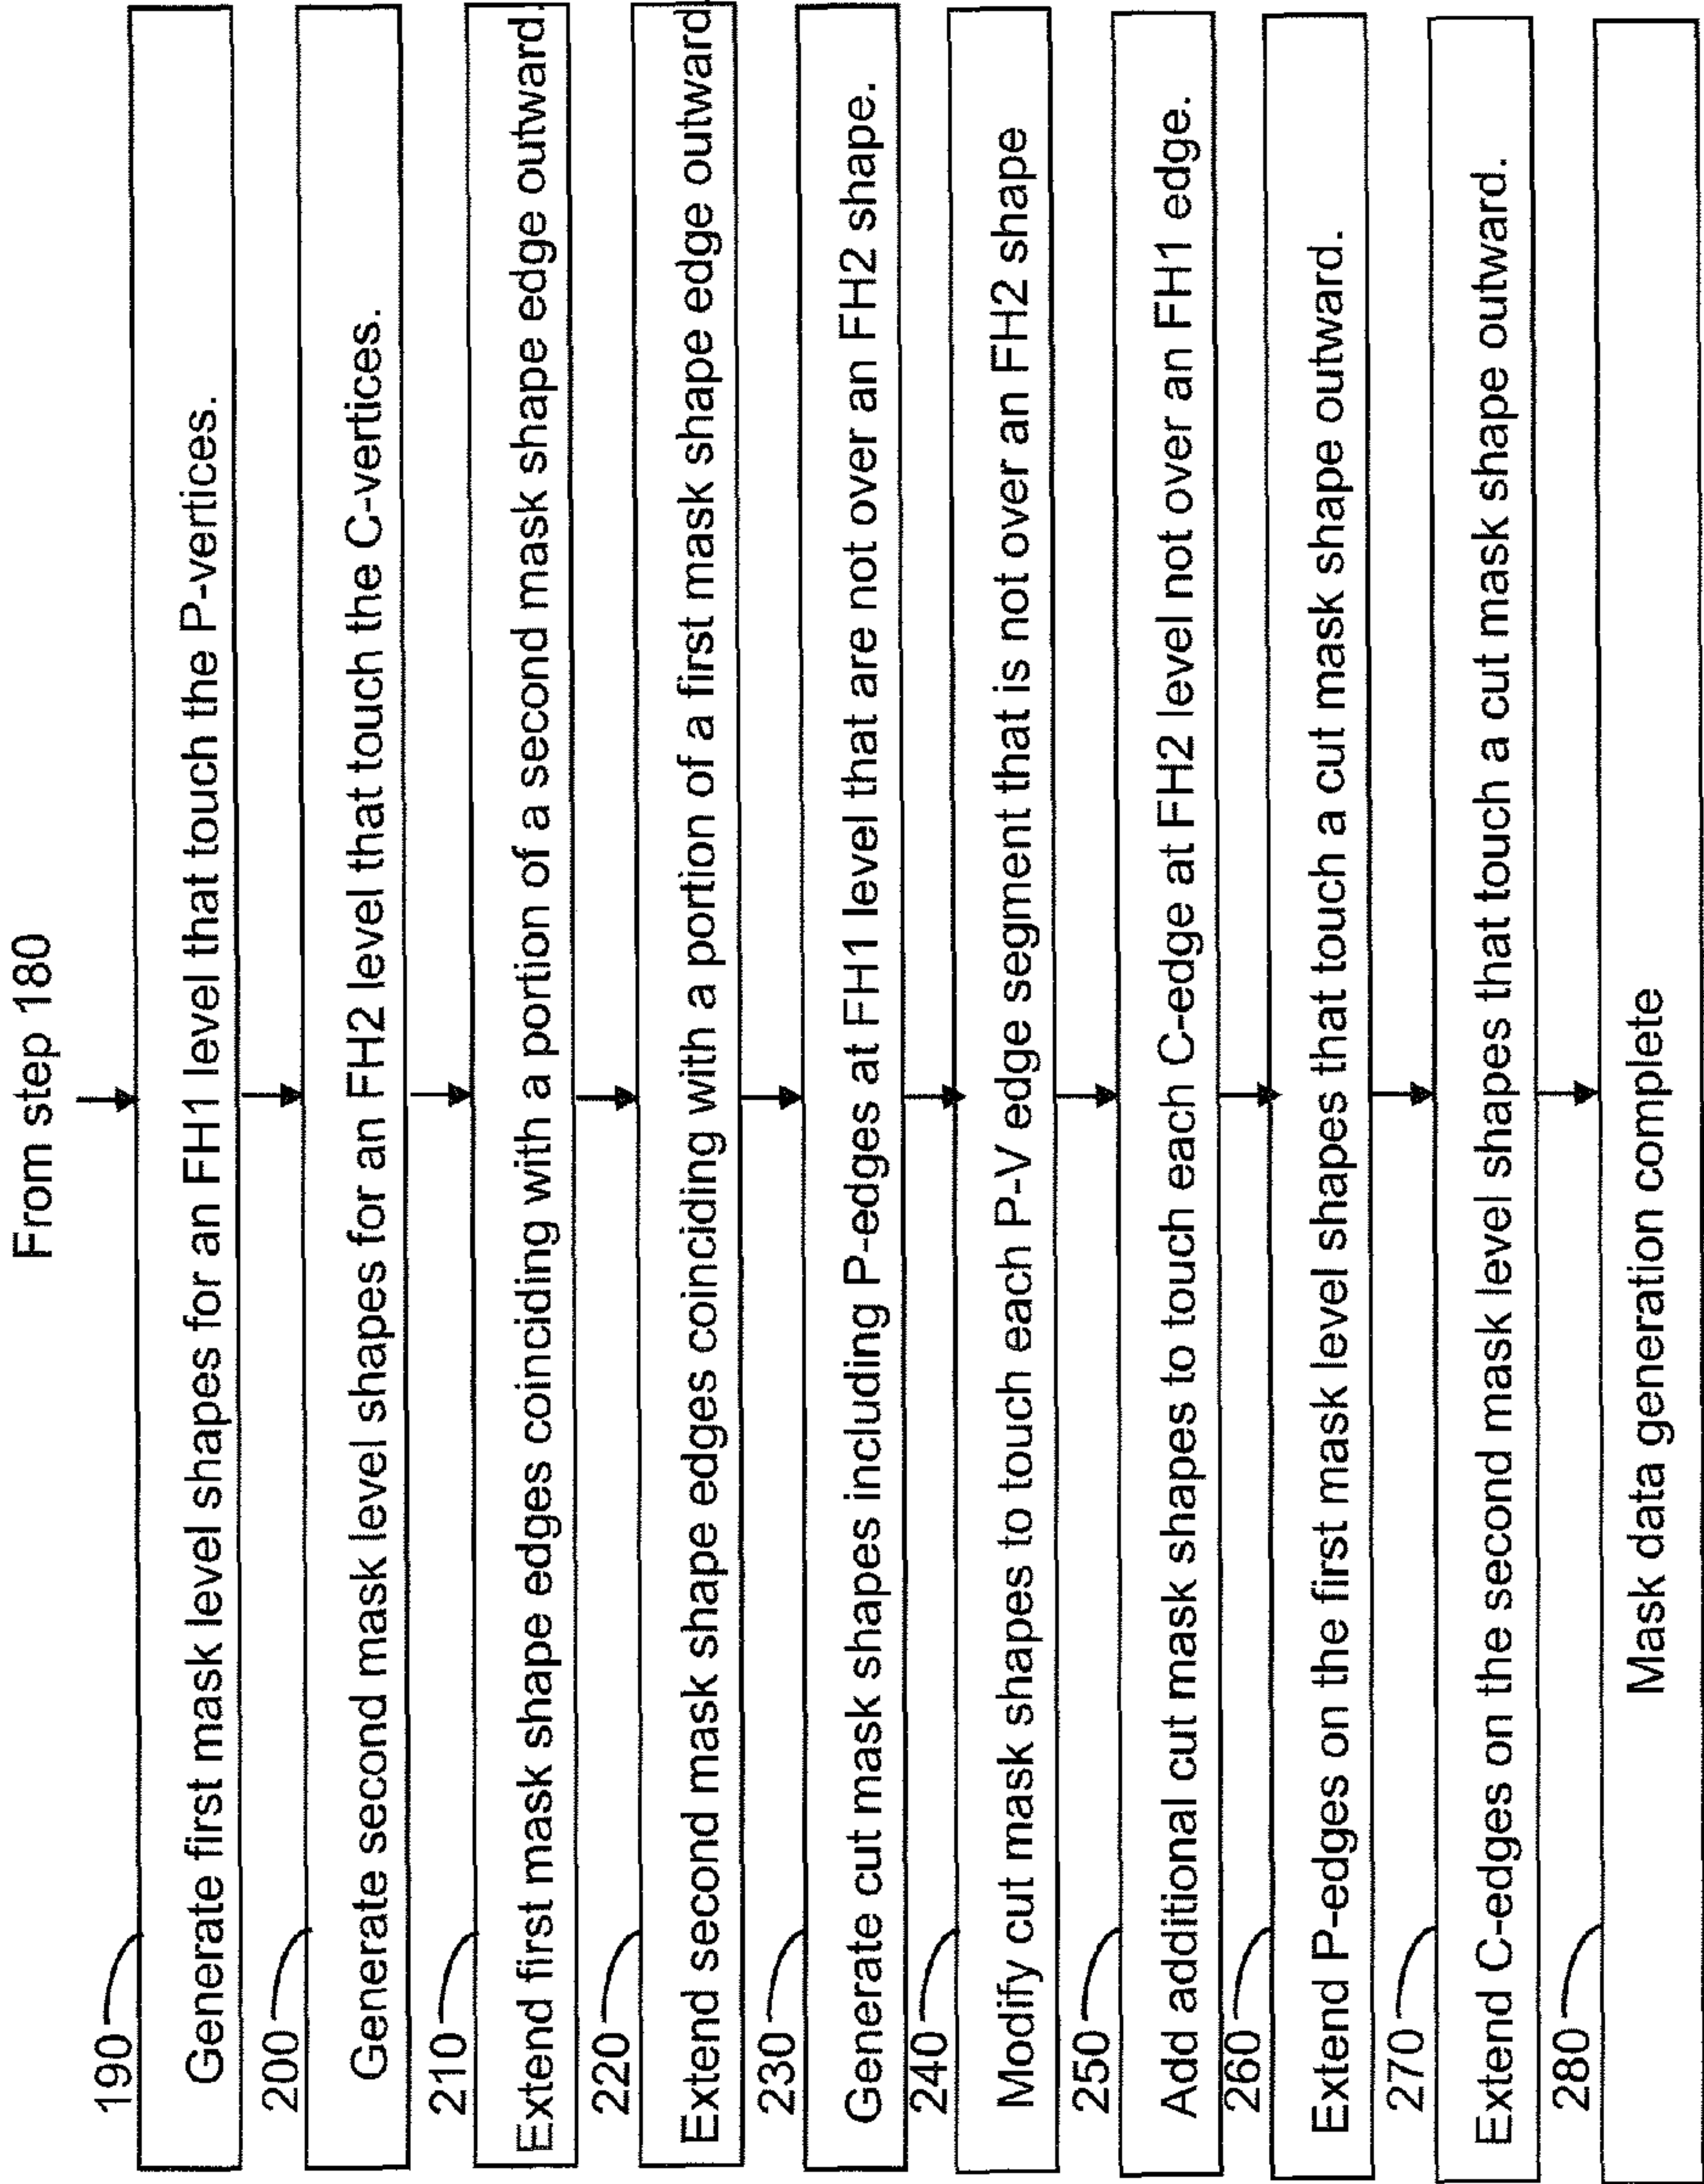 From step 180
190
Generate first mask level shapes for an FH1 level that touch the P-vertices.
200
Generate second mask level shapes for an FH2 level that touch the C-vertices.
210
Extend first mask shape edges coinciding with a portion of a second mask shape edge outward.
220
Extend second mask shape edges coinciding with a portion of a first mask shape edge outward
230
Generate cut mask shapes including P-edges at FH1 level that are not over an FH2 shape.
240
Modify cut mask shapes to touch each P-V edge segment that is not over an FH2 shape
250
Add additional cut mask shapes to touch each C-edge at FH2 level not over an FH1 edge.
260
Extend P-edges on the first mask level shapes that touch a cut mask shape outward.
270
Extend C-edges on the second mask level shapes that touch a cut mask shape outward.
280
Mask data generation complete